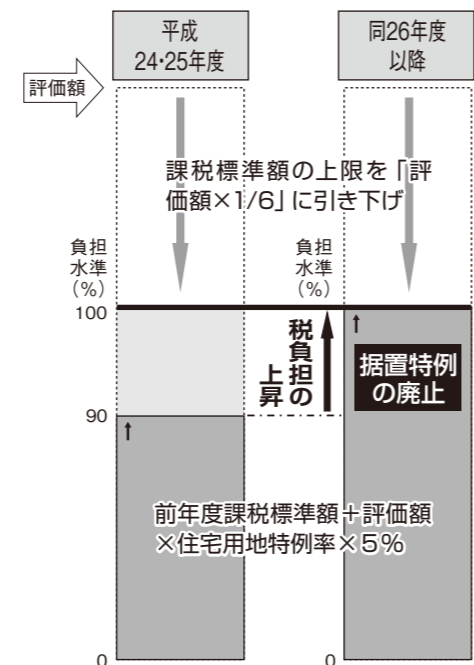 平成
24・25年度
同26年度
以降
評価額
課税標準額の上限を「評
価額×1/6」に引き下げ
負担
水準
(%)
負担
水準
(%)
100
税負担の
上昇
据置特例
の廃止
90
前年度課税標準額+評価額
×住宅用地特例率×5%
0
0